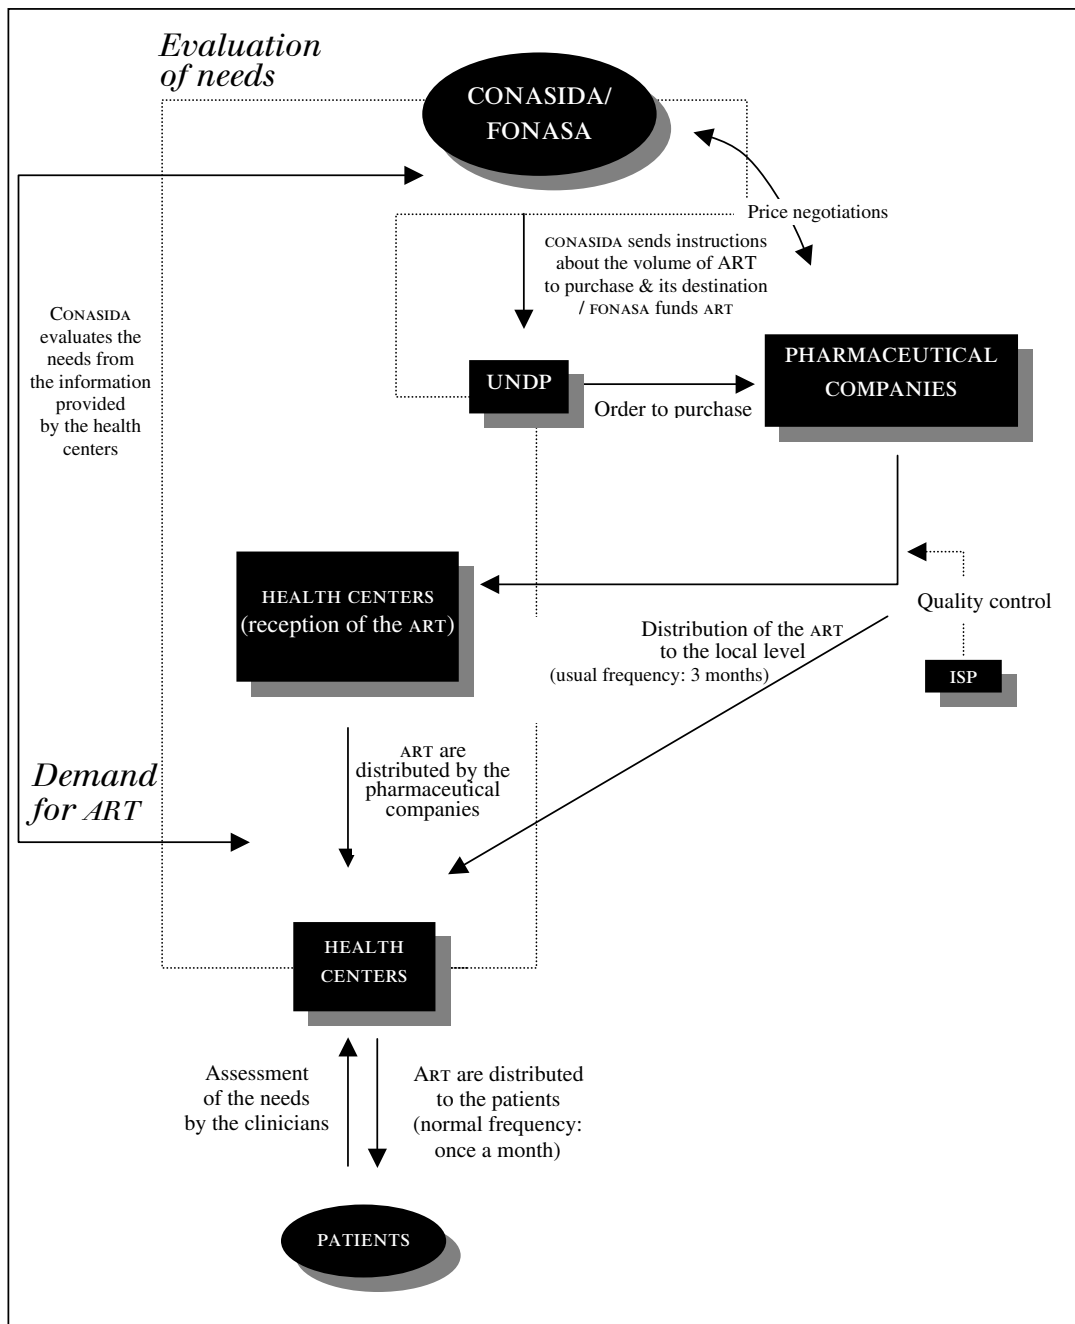 Evaluation
of needs
CONASIDA/
FONASA
Price negotiations
CONASIDA sends instructions
about the volume of ART
to purchase & its destination
/ FONASA funds ART
CONASIDA
evaluates the
needs from
the information
provided
by the health
centers
UNDP
PHARMACEUTICAL
COMPANIES
Order to purchase
HEALTH CENTERS
(reception of the ART)
Quality control
Distribution of the ART
to the local level
(usual frequency: 3 months)
ISP
ART are
distributed by the
pharmaceutical
companies
Demand
for ART
HEALTH
CENTERS
Assessment
of the needs
by the clinicians
ART are distributed
to the patients
(normal frequency:
once a month)
PATIENTS